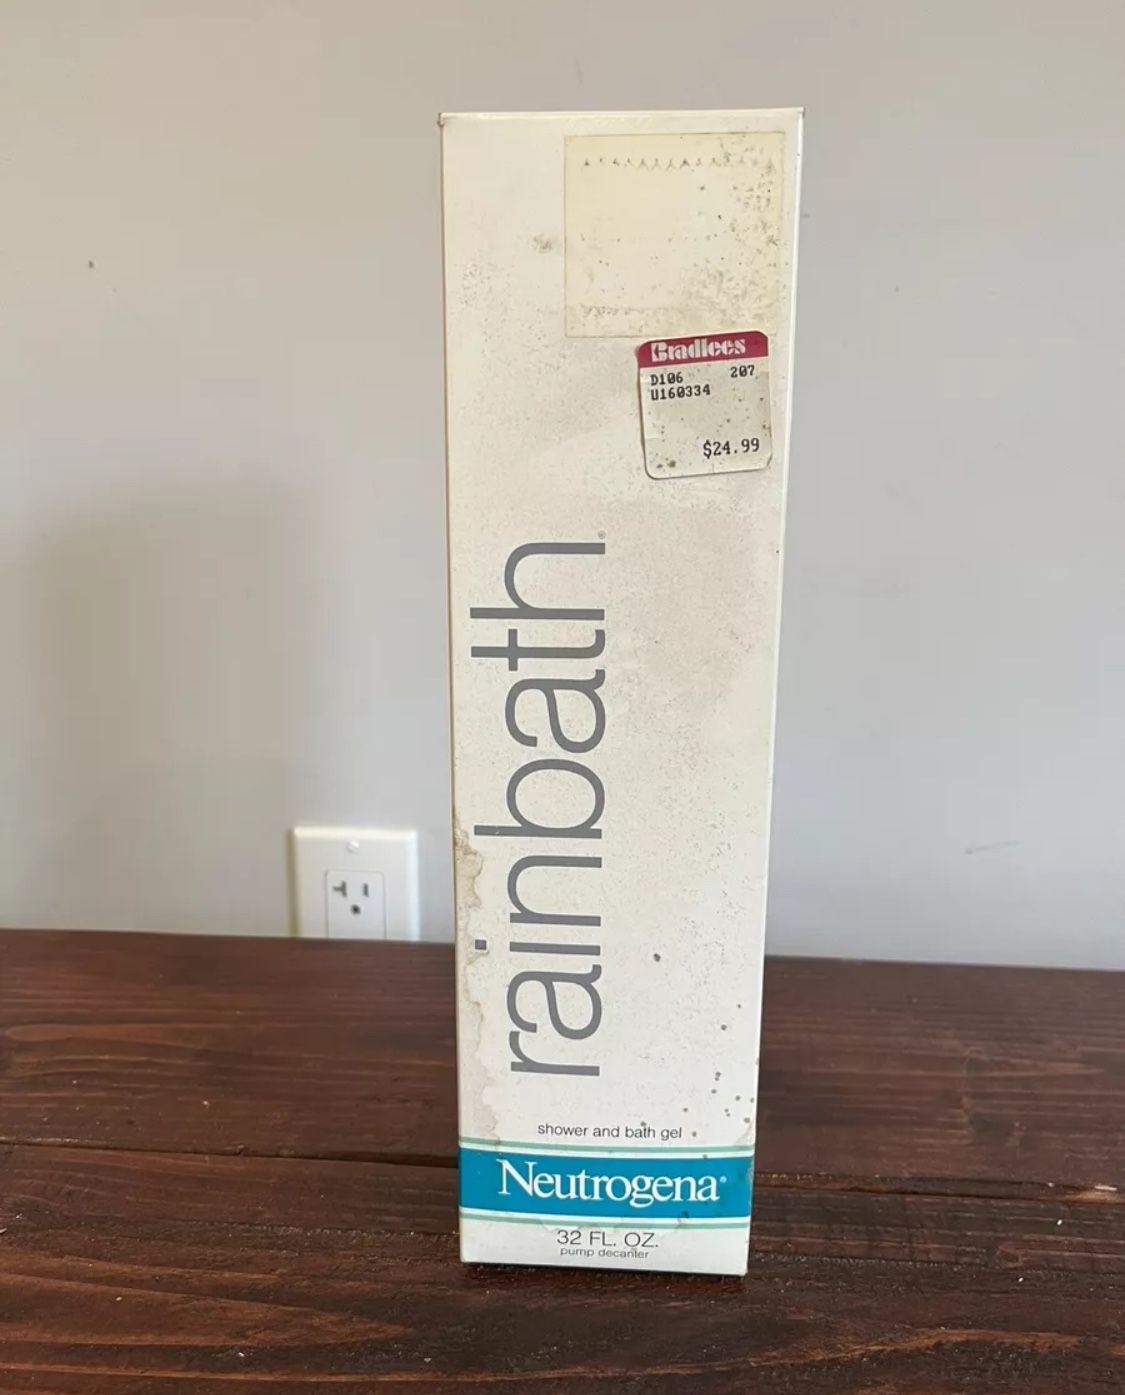 Bradlees
D106 207
U160334
$24.99
rainbath®
shower and bath gel
Neutrogena®
32 FL. OZ.
pump decanter